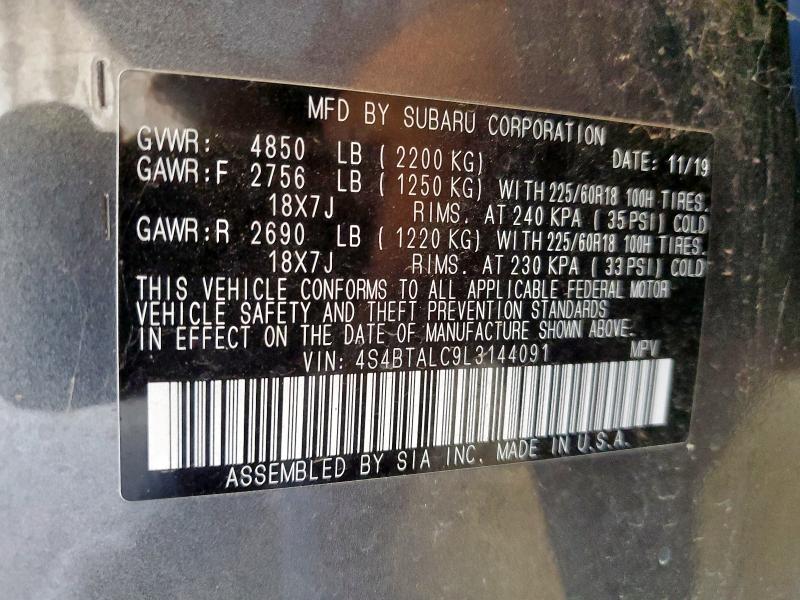 MFD BY SUBARU CORPORATION
GVWR: 4850 LB ( 2200 KG) DATE: 11/19
GAWR:F 2756 LB ( 1250 KG) WITH 225/60R18 100H TIRES.
18X7J RIMS. AT 240 KPA ( 35 PSI) COLD
GAWR:R 2690 LB ( 1220 KG) WITH 225/60R18 100H TIRES.
18X7J RIMS. AT 230 KPA ( 33 PSI) COLD
THIS VEHICLE CONFORMS TO ALL APPLICABLE FEDERAL MOTOR
VEHICLE SAFETY AND THEFT PREVENTION STANDARDS
IN EFFECT ON THE DATE OF MANUFACTURE SHOWN ABOVE.
VIN: 4S4BTALC9L3144091 MPV
ASSEMBLED BY SIA INC. MADE IN U.S.A.